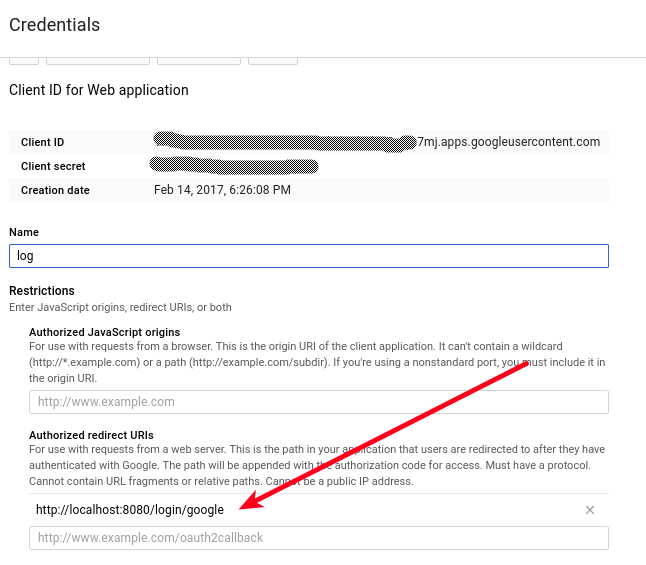 Credentials
Client ID for Web application
Client ID 7mj.apps.googleusercontent.com
Client secret
Creation date Feb 14, 2017, 6:26:08 PM
Name
log
Restrictions
Enter JavaScript origins, redirect URIs, or both
Authorized JavaScript origins
For use with requests from a browser. This is the origin URI of the client application. It can't contain a wildcard
(http://*.example.com) or a path (http://example.com/subdir). If you're using a nonstandard port, you must include it in
the origin URI.
http://www.example.com
Authorized redirect URIs
For use with requests from a web server. This is the path in your application that users are redirected to after they have
authenticated with Google. The path will be appended with the authorization code for access. Must have a protocol.
Cannot contain URL fragments or relative paths. Cannot be a public IP address.
http://localhost:8080/login/google
http://www.example.com/oauth2callback